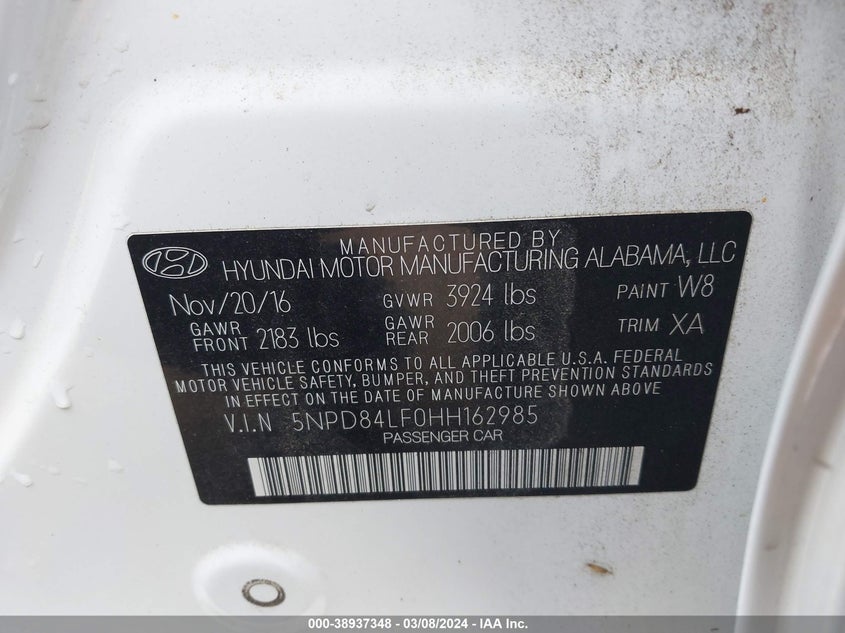 MANUFACTURED BY
HYUNDAI MOTOR MANUFACTURING ALABAMA, LLC
Nov/20/16 GVWR 3924 lbs PAINT W8
GAWR FRONT 2183 lbs GAWR REAR 2006 lbs TRIM XA
THIS VEHICLE CONFORMS TO ALL APPLICABLE U.S.A. FEDERAL
MOTOR VEHICLE SAFETY, BUMPER, AND THEFT PREVENTION STANDARDS
IN EFFECT ON THE DATE OF MANUFACTURE SHOWN ABOVE
V.I.N 5NPD84LF0HH162985
PASSENGER CAR
000-38937348 - 03/08/2024 - IAA Inc.